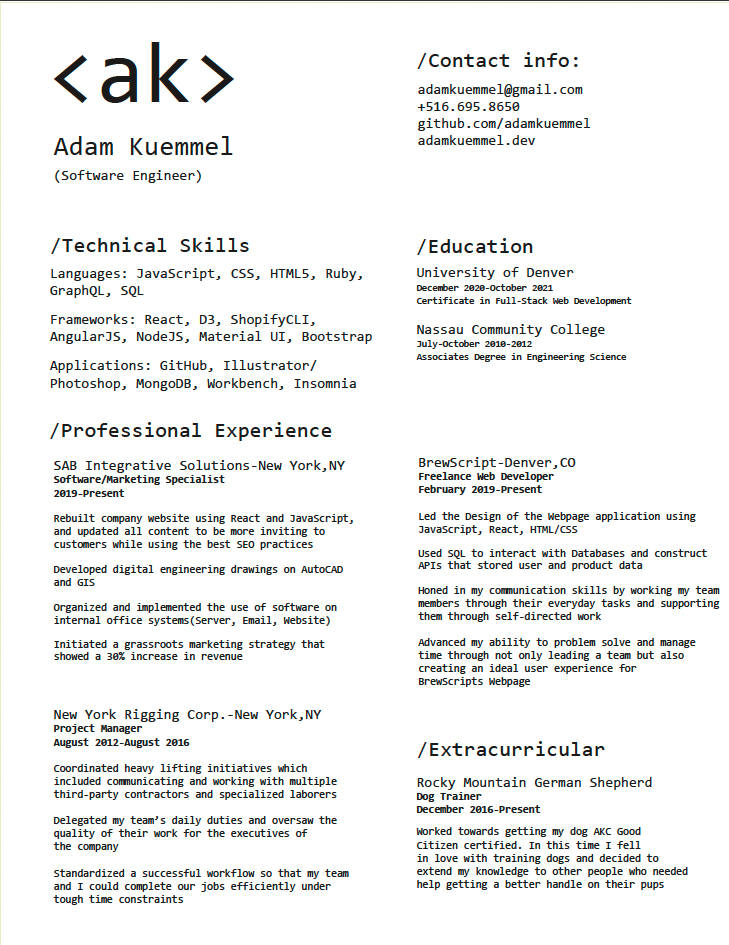 <ak>
Adam Kuemmel
(Software Engineer)
/Contact info:
adamkuemmel@gmail.com
+516.695.8650
github.com/adamkuemmel
adamkuemmel.dev
/Technical Skills
Languages: JavaScript, CSS, HTML5, Ruby,
GraphQL, SQL
Frameworks: React, D3, ShopifyCLI,
AngularJS, NodeJS, Material UI, Bootstrap
Applications: GitHub, Illustrator/
Photoshop, MongoDB, Workbench, Insomnia
/Education
University of Denver
December 2020-October 2021
Certificate in Full-Stack Web Development
Nassau Community College
July-October 2010-2012
Associates Degree in Engineering Science
/Professional Experience
SAB Integrative Solutions-New York,NY
Software/Marketing Specialist
2019-Present
Rebuilt company website using React and JavaScript,
and updated all content to be more inviting to
customers while using the best SEO practices
Developed digital engineering drawings on AutoCAD
and GIS
Organized and implemented the use of software on
internal office systems(Server, Email, Website)
Initiated a grassroots marketing strategy that
showed a 30% increase in revenue
New York Rigging Corp.-New York,NY
Project Manager
August 2012-August 2016
Coordinated heavy lifting initiatives which
included communicating and working with multiple
third-party contractors and specialized laborers
Delegated my team's daily duties and oversaw the
quality of their work for the executives of
the company
Standardized a successful workflow so that my team
and I could complete our jobs efficiently under
tough time constraints
BrewScript-Denver,CO
Freelance Web Developer
February 2019-Present
Led the Design of the Webpage application using
JavaScript, React, HTML/CSS
Used SQL to interact with Databases and construct
APIs that stored user and product data
Honed in my communication skills by working my team
members through their everyday tasks and supporting
them through self-directed work
Advanced my ability to problem solve and manage
time through not only leading a team but also
creating an ideal user experience for
BrewScripts Webpage
/Extracurricular
Rocky Mountain German Shepherd
Dog Trainer
December 2016-Present
Worked towards getting my dog AKC Good
Citizen certified. In this time I fell
in love with training dogs and decided to
extend my knowledge to other people who needed
help getting a better handle on their pups